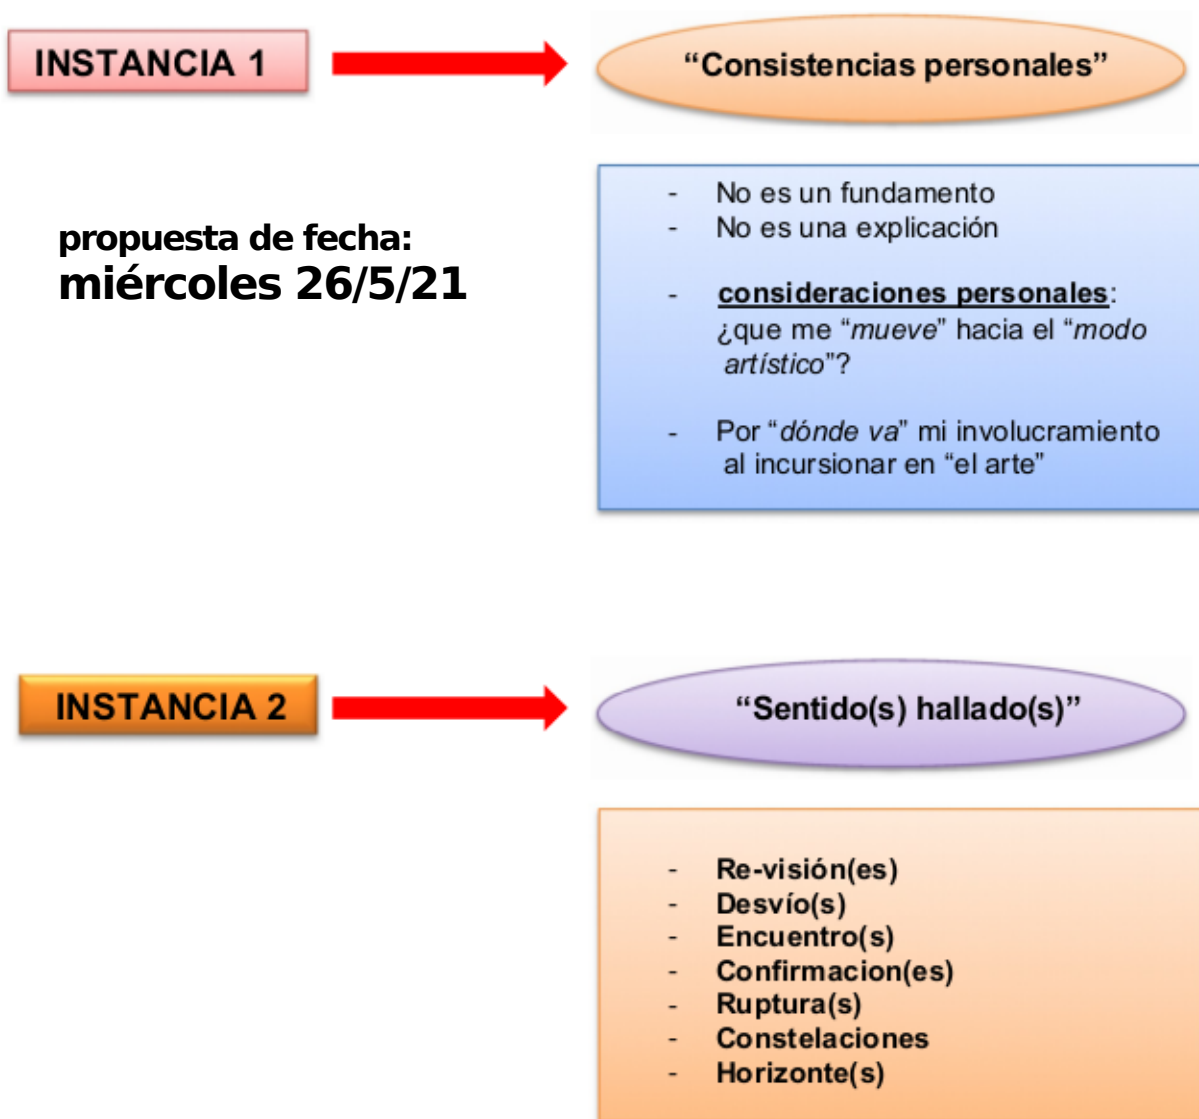 INSTANCIA 1
“Consistencias personales”
propuesta de fecha:
miércoles 26/5/21
- No es un fundamento
- No es una explicación
- consideraciones personales:
¿que me “mueve” hacia el “modo
artístico”?
- Por “dónde va” mi involucramiento
al incursionar en “el arte”
INSTANCIA 2
“Sentido(s) hallado(s)”
- Re-visión(es)
- Desvío(s)
- Encuentro(s)
- Confirmacion(es)
- Ruptura(s)
- Constelaciones
- Horizonte(s)